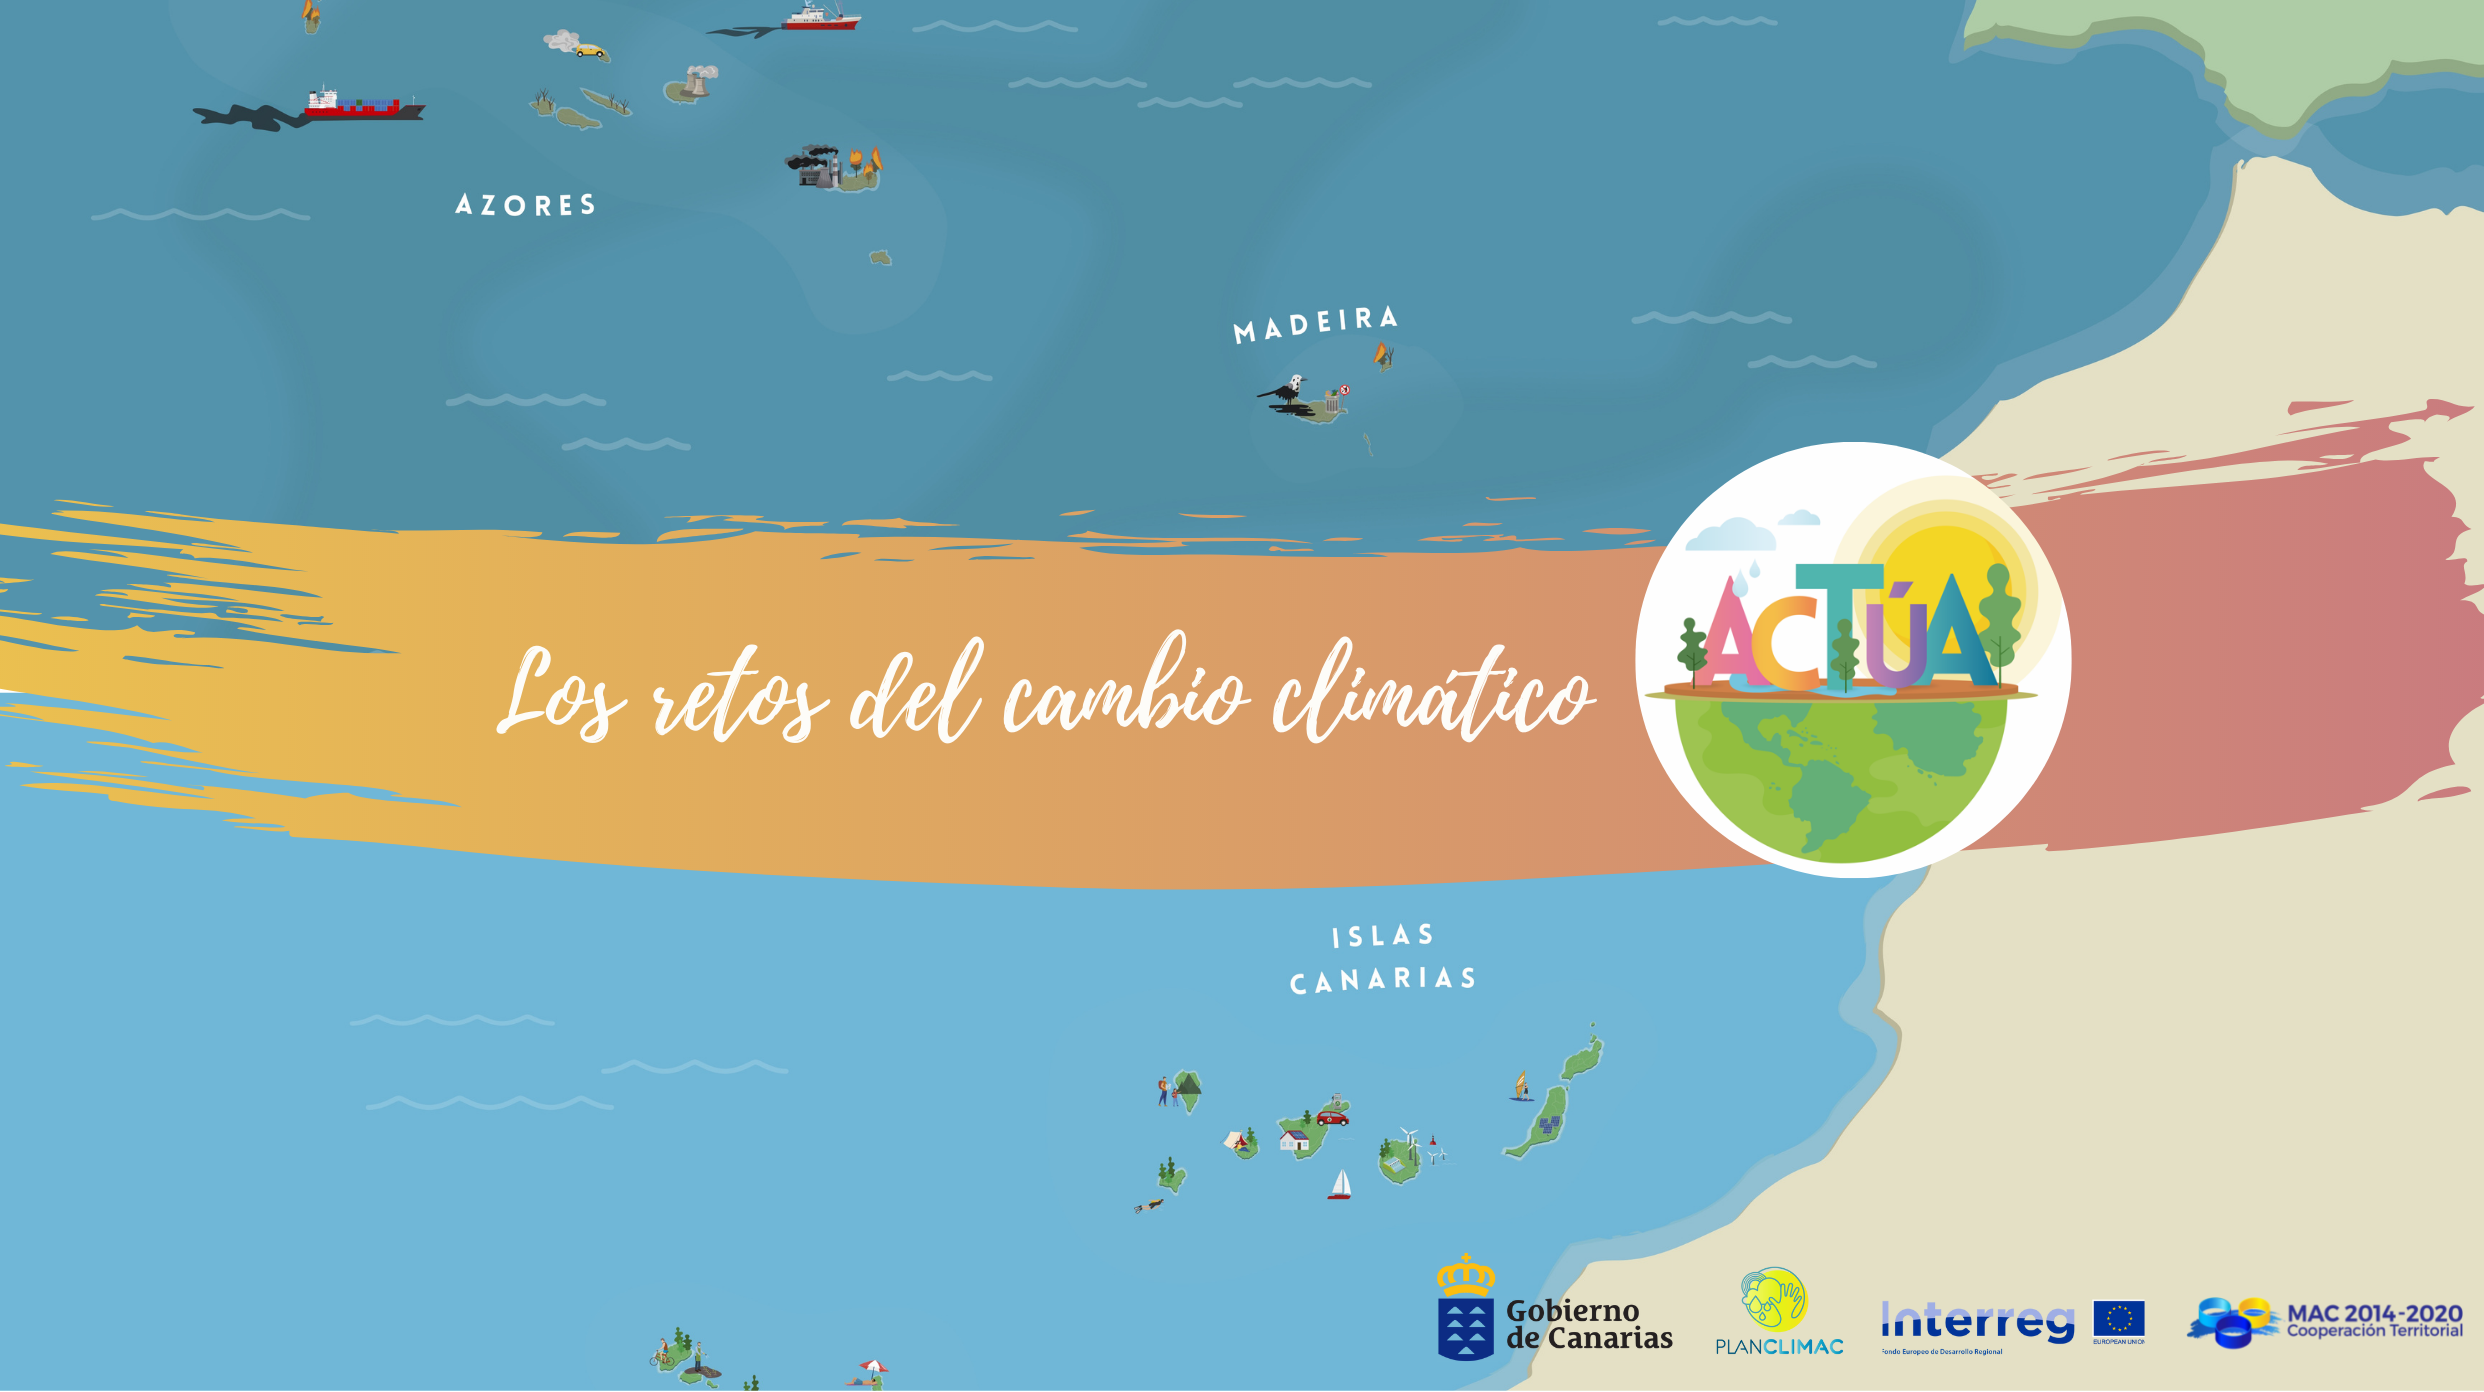 AZORES
MADEIRA
Los retos del cambio climático
ACTÚA
ISLAS
CANARIAS
Gobierno
de Canarias
PLANCLIMAC
Interreg
EUROPEAN UNION
Fondo Europeo de Desarrollo Regional
MAC 2014-2020
Cooperación Territorial